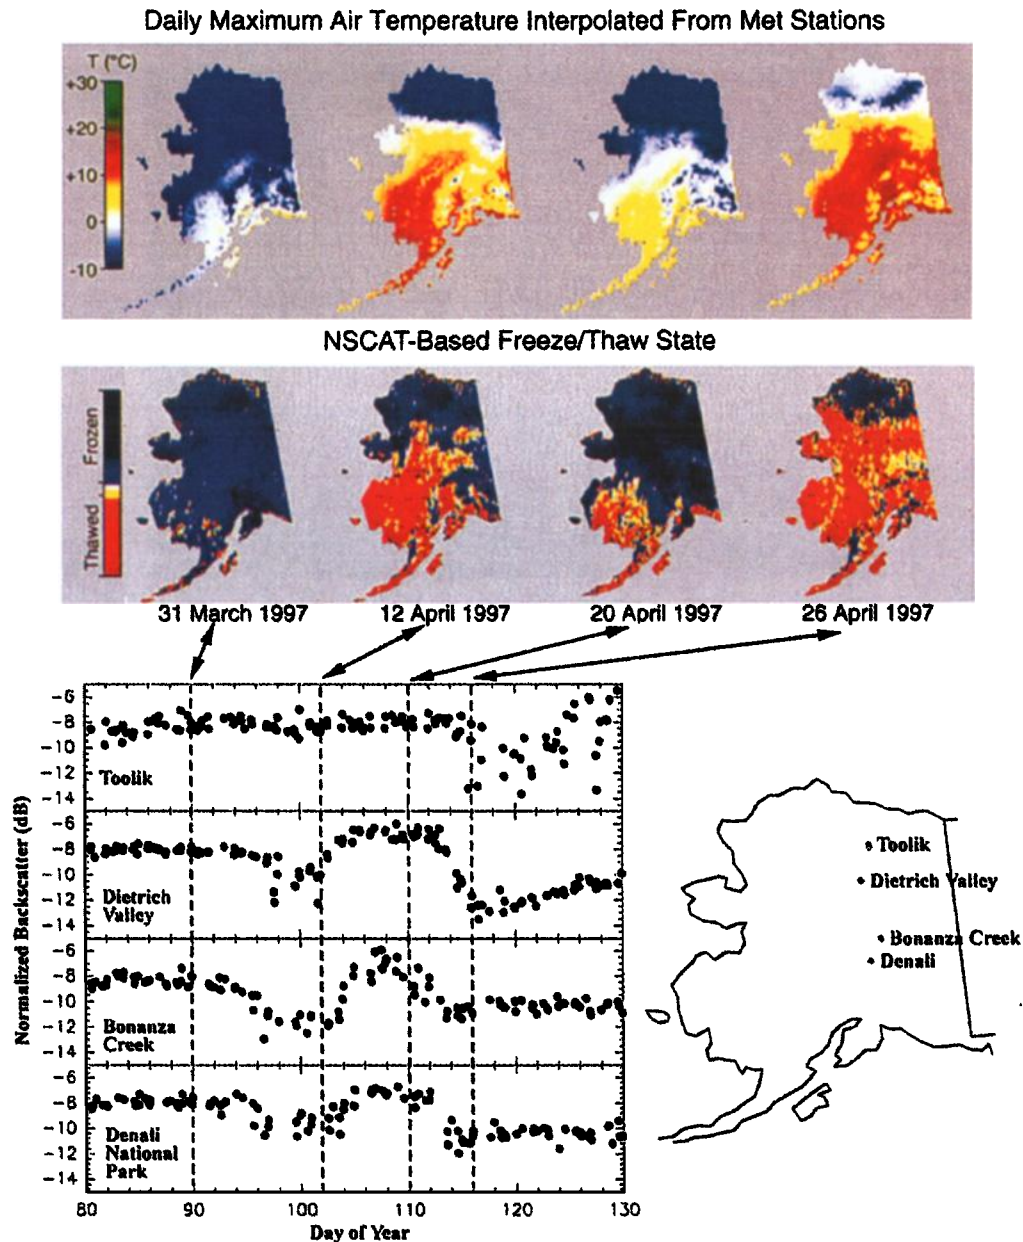 Daily Maximum Air Temperature Interpolated From Met Stations
T (°C)
+30
+20
+10
0
-10
NSCAT-Based Freeze/Thaw State
Frozen
Thawed
31 March 1997
12 April 1997
20 April 1997
26 April 1997
Normalized Backscatter (dB)
-6
-8
-10
-12
-14
Toolik
-6
-8
-10
-12
-14
Dietrich
Valley
-6
-8
-10
-12
-14
Bonanza
Creek
-6
-8
-10
-12
-14
Denali
National
Park
80 90 100 110 120 130
Day of Year
Toolik
Dietrich Valley
Bonanza Creek
Denali